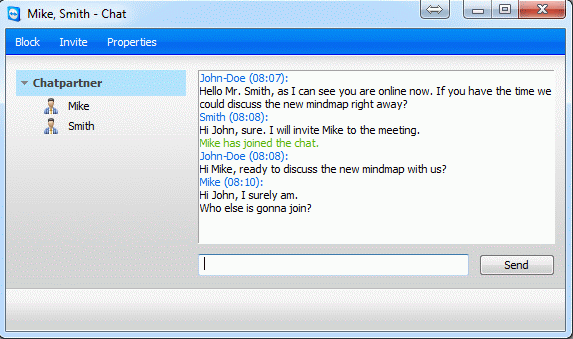 Mike, Smith - Chat
Block Invite Properties
Chatpartner
Mike
Smith
John-Doe (08:07):
Hello Mr. Smith, as I can see you are online now. If you have the time we
could discuss the new mindmap right away?
Smith (08:08):
Hi John, sure. I will invite Mike to the meeting.
Mike has joined the chat.
John-Doe (08:08):
Hi Mike, ready to discuss the new mindmap with us?
Mike (08:10):
Hi John, I surely am.
Who else is gonna join?
Send